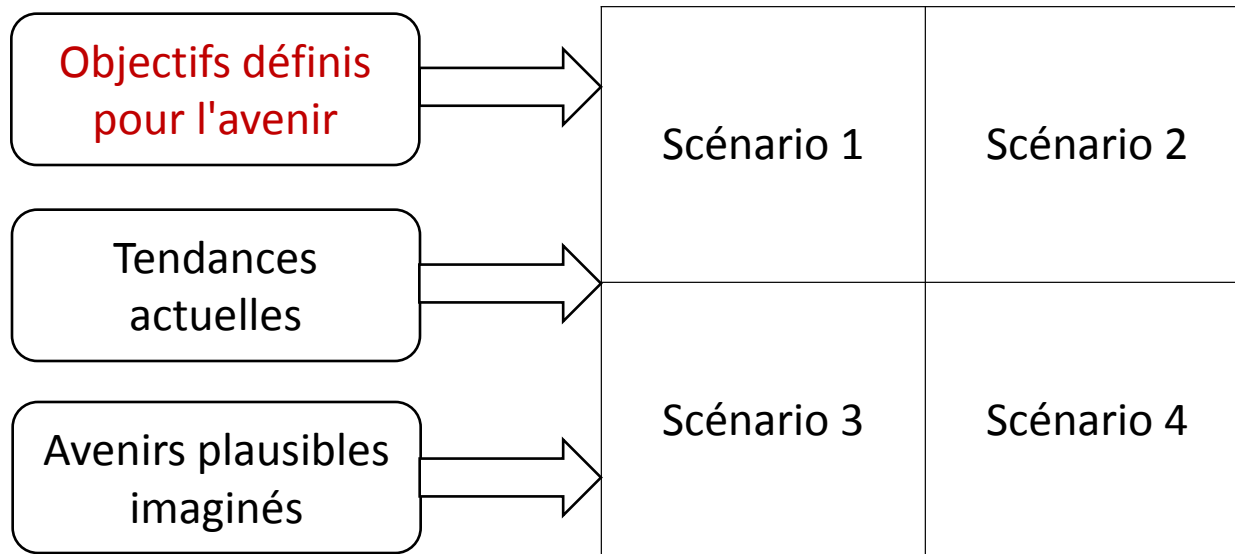 Objectifs définis
pour l'avenir
Tendances
actuelles
Avenirs plausibles
imaginés
Scénario 1
Scénario 2
Scénario 3
Scénario 4